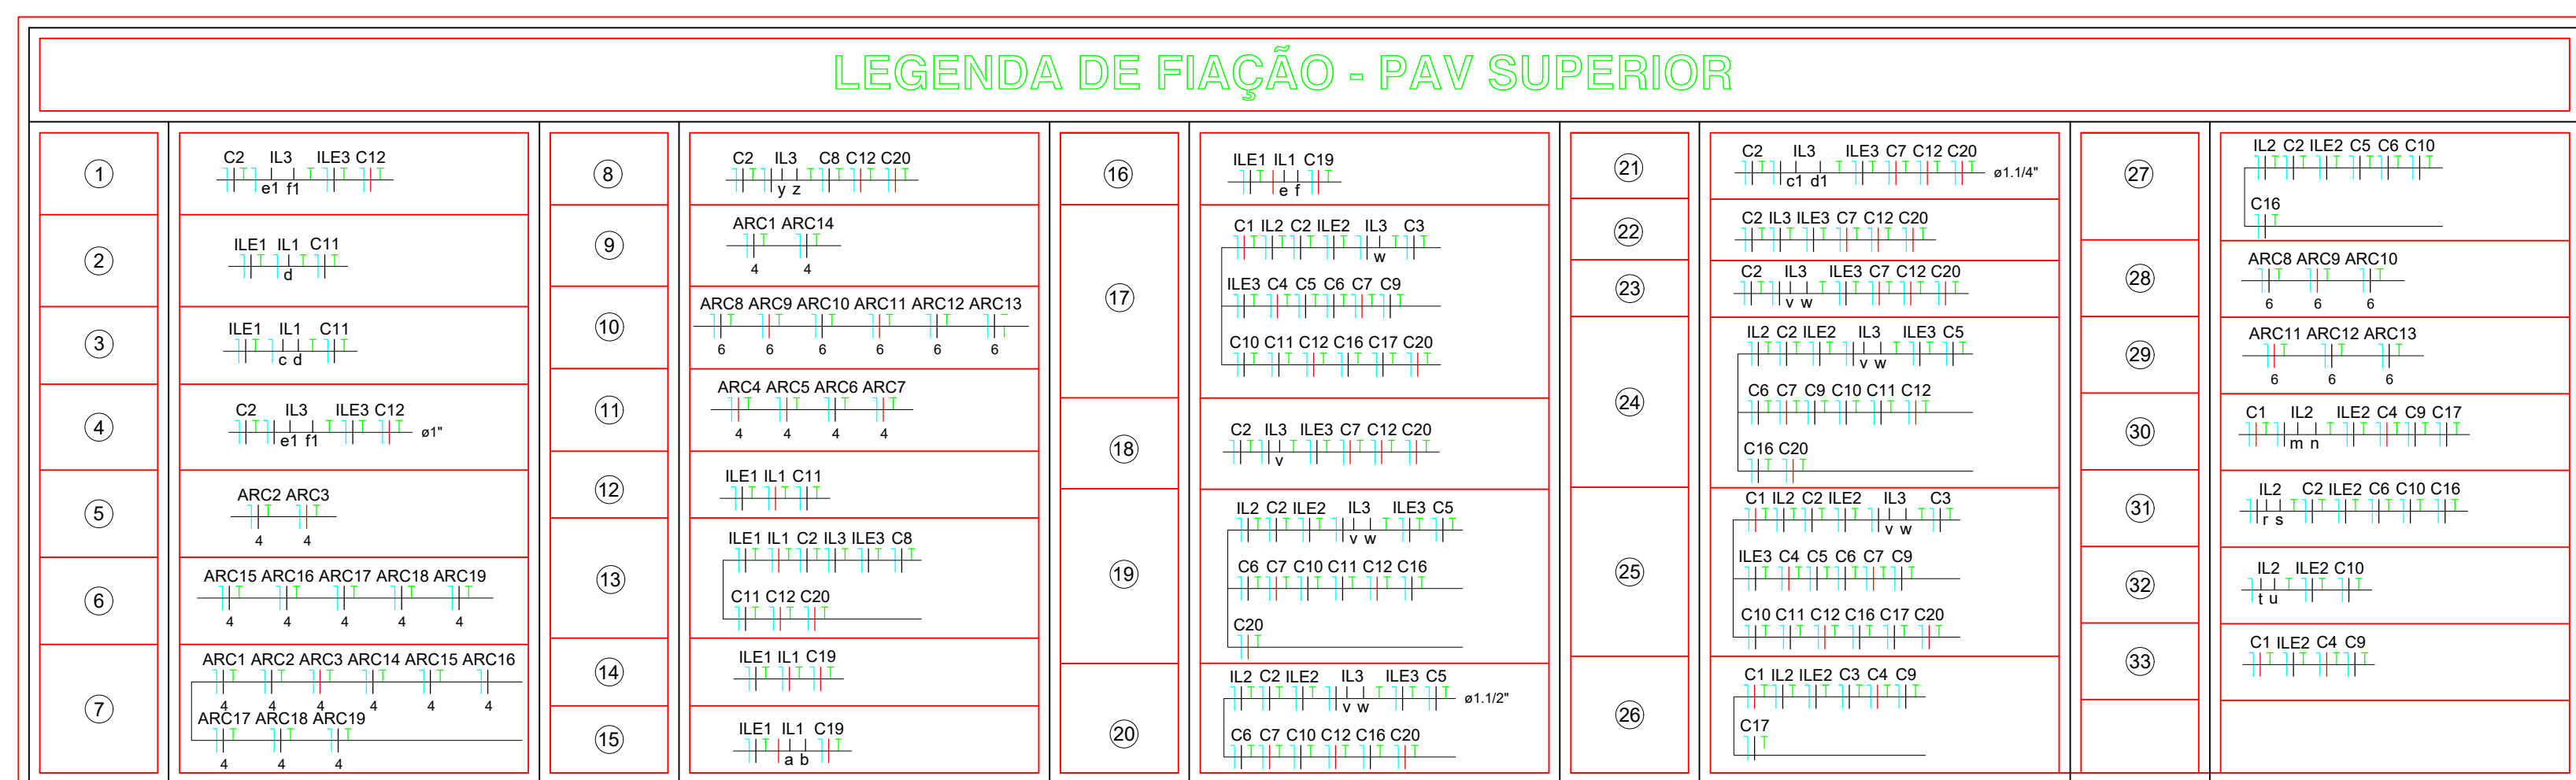 LEGENDA DE FIAÇÃO - PAV SUPERIOR
1
C2 IL3 ILE3 C12
e1 f1
2
ILE1 IL1 C11
d
3
ILE1 IL1 C11
c d
4
C2 IL3 ILE3 C12
e1 f1
ø1"
5
ARC2 ARC3
4 4
6
ARC15 ARC16 ARC17 ARC18 ARC19
4 4 4 4 4
7
ARC1 ARC2 ARC3 ARC14 ARC15 ARC16
4 4 4 4 4 4
ARC17 ARC18 ARC19
4 4 4
8
C2 IL3 C8 C12 C20
y z
9
ARC1 ARC14
4 4
10
ARC8 ARC9 ARC10 ARC11 ARC12 ARC13
6 6 6 6 6 6
11
ARC4 ARC5 ARC6 ARC7
4 4 4 4
12
ILE1 IL1 C11
13
ILE1 IL1 C2 IL3 ILE3 C8
C11 C12 C20
14
ILE1 IL1 C19
15
ILE1 IL1 C19
a b
16
ILE1 IL1 C19
e f
17
C1 IL2 C2 ILE2 IL3 C3
w
ILE3 C4 C5 C6 C7 C9
C10 C11 C12 C16 C17 C20
18
C2 IL3 ILE3 C7 C12 C20
v
19
IL2 C2 ILE2 IL3 ILE3 C5
v w
C6 C7 C10 C11 C12 C16
C20
20
IL2 C2 ILE2 IL3 ILE3 C5
v w
ø1.1/2"
C6 C7 C10 C12 C16 C20
21
C2 IL3 ILE3 C7 C12 C20
c1 d1
ø1.1/4"
22
C2 IL3 ILE3 C7 C12 C20
23
C2 IL3 ILE3 C7 C12 C20
v w
24
IL2 C2 ILE2 IL3 ILE3 C5
v w
C6 C7 C9 C10 C11 C12
C16 C20
25
C1 IL2 C2 ILE2 IL3 C3
v w
ILE3 C4 C5 C6 C7 C9
C10 C11 C12 C16 C17 C20
26
C1 IL2 ILE2 C3 C4 C9
C17
27
IL2 C2 ILE2 C5 C6 C10
C16
28
ARC8 ARC9 ARC10
6 6 6
29
ARC11 ARC12 ARC13
6 6 6
30
C1 IL2 ILE2 C4 C9 C17
m n
31
IL2 C2 ILE2 C6 C10 C16
r s
32
IL2 ILE2 C10
t u
33
C1 ILE2 C4 C9